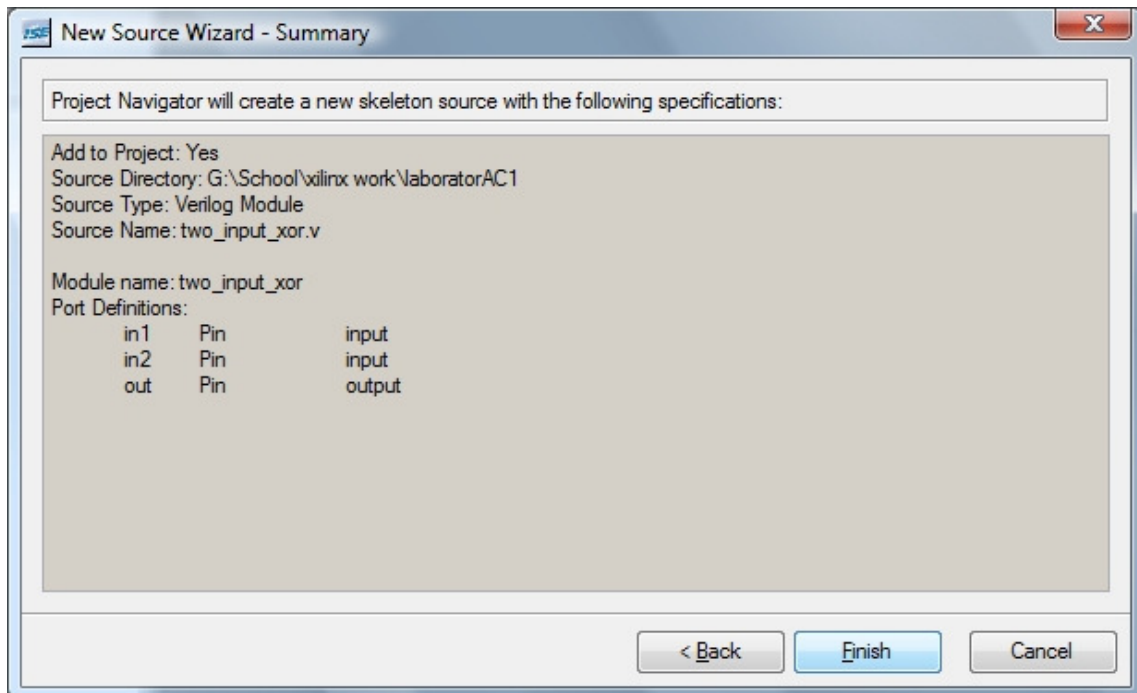 ISE New Source Wizard - Summary
Project Navigator will create a new skeleton source with the following specifications:
Add to Project: Yes
Source Directory: G:\School\xilinx work\laboratorAC1
Source Type: Verilog Module
Source Name: two_input_xor.v
Module name: two_input_xor
Port Definitions:
in1 Pin input
in2 Pin input
out Pin output
< Back Finish Cancel